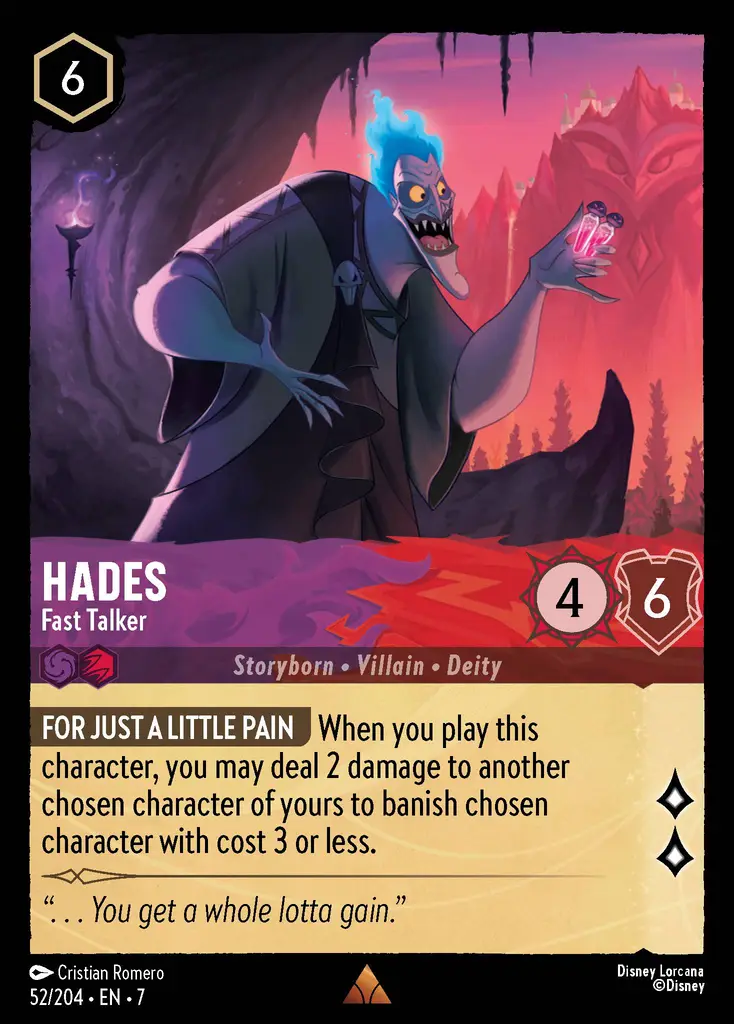 6
HADES
Fast Talker
4
6
Storyborn • Villain • Deity
FOR JUST A LITTLE PAIN When you play this
character, you may deal 2 damage to another
chosen character of yours to banish chosen
character with cost 3 or less.
“. . . You get a whole lotta gain.”
Cristian Romero
52/204 • EN • 7
Disney Lorcana
©Disney